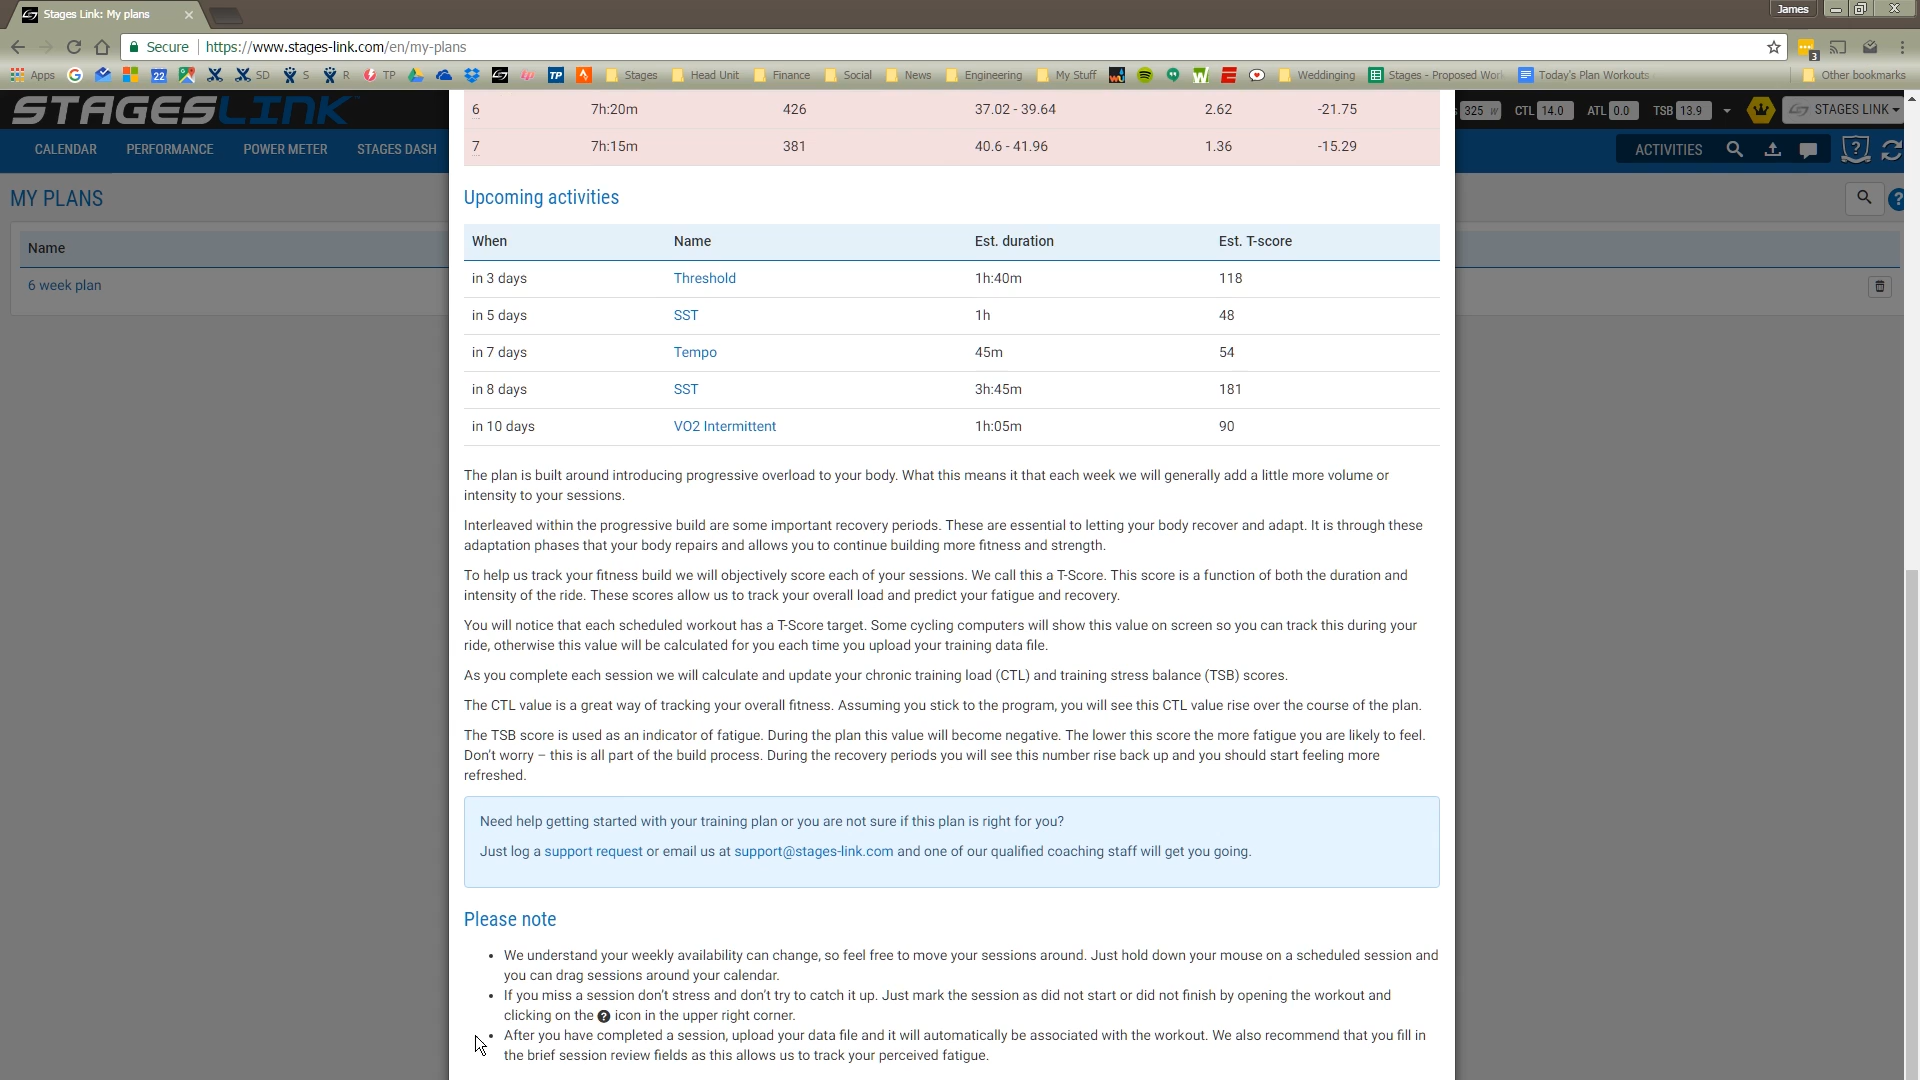 Stages Link: My plans
James
Secure https://www.stages-link.com/en/my-plans
3
Apps 22 SD S R TP TP Stages Head Unit Finance Social News Engineering My Stuff Weddinging Stages - Proposed Work Today's Plan Workouts Other bookmarks
STAGESLINK
325 W CTL 14.0 ATL 0.0 TSB 13.9 STAGES LINK
CALENDAR PERFORMANCE POWER METER STAGES DASH ACTIVITIES
MY PLANS
Name
6 week plan
6 7h:20m 426 37.02 - 39.64 2.62 -21.75
7 7h:15m 381 40.6 - 41.96 1.36 -15.29
Upcoming activities
When Name Est. duration Est. T-score
in 3 days Threshold 1h:40m 118
in 5 days SST 1h 48
in 7 days Tempo 45m 54
in 8 days SST 3h:45m 181
in 10 days VO2 Intermittent 1h:05m 90
The plan is built around introducing progressive overload to your body. What this means it that each week we will generally add a little more volume or
intensity to your sessions.
Interleaved within the progressive build are some important recovery periods. These are essential to letting your body recover and adapt. It is through these
adaptation phases that your body repairs and allows you to continue building more fitness and strength.
To help us track your fitness build we will objectively score each of your sessions. We call this a T-Score. This score is a function of both the duration and
intensity of the ride. These scores allow us to track your overall load and predict your fatigue and recovery.
You will notice that each scheduled workout has a T-Score target. Some cycling computers will show this value on screen so you can track this during your
ride, otherwise this value will be calculated for you each time you upload your training data file.
As you complete each session we will calculate and update your chronic training load (CTL) and training stress balance (TSB) scores.
The CTL value is a great way of tracking your overall fitness. Assuming you stick to the program, you will see this CTL value rise over the course of the plan.
The TSB score is used as an indicator of fatigue. During the plan this value will become negative. The lower this score the more fatigue you are likely to feel.
Don't worry – this is all part of the build process. During the recovery periods you will see this number rise back up and you should start feeling more
refreshed.
Need help getting started with your training plan or you are not sure if this plan is right for you?
Just log a support request or email us at support@stages-link.com and one of our qualified coaching staff will get you going.
Please note
• We understand your weekly availability can change, so feel free to move your sessions around. Just hold down your mouse on a scheduled session and
you can drag sessions around your calendar.
• If you miss a session don't stress and don't try to catch it up. Just mark the session as did not start or did not finish by opening the workout and
clicking on the ? icon in the upper right corner.
• After you have completed a session, upload your data file and it will automatically be associated with the workout. We also recommend that you fill in
the brief session review fields as this allows us to track your perceived fatigue.